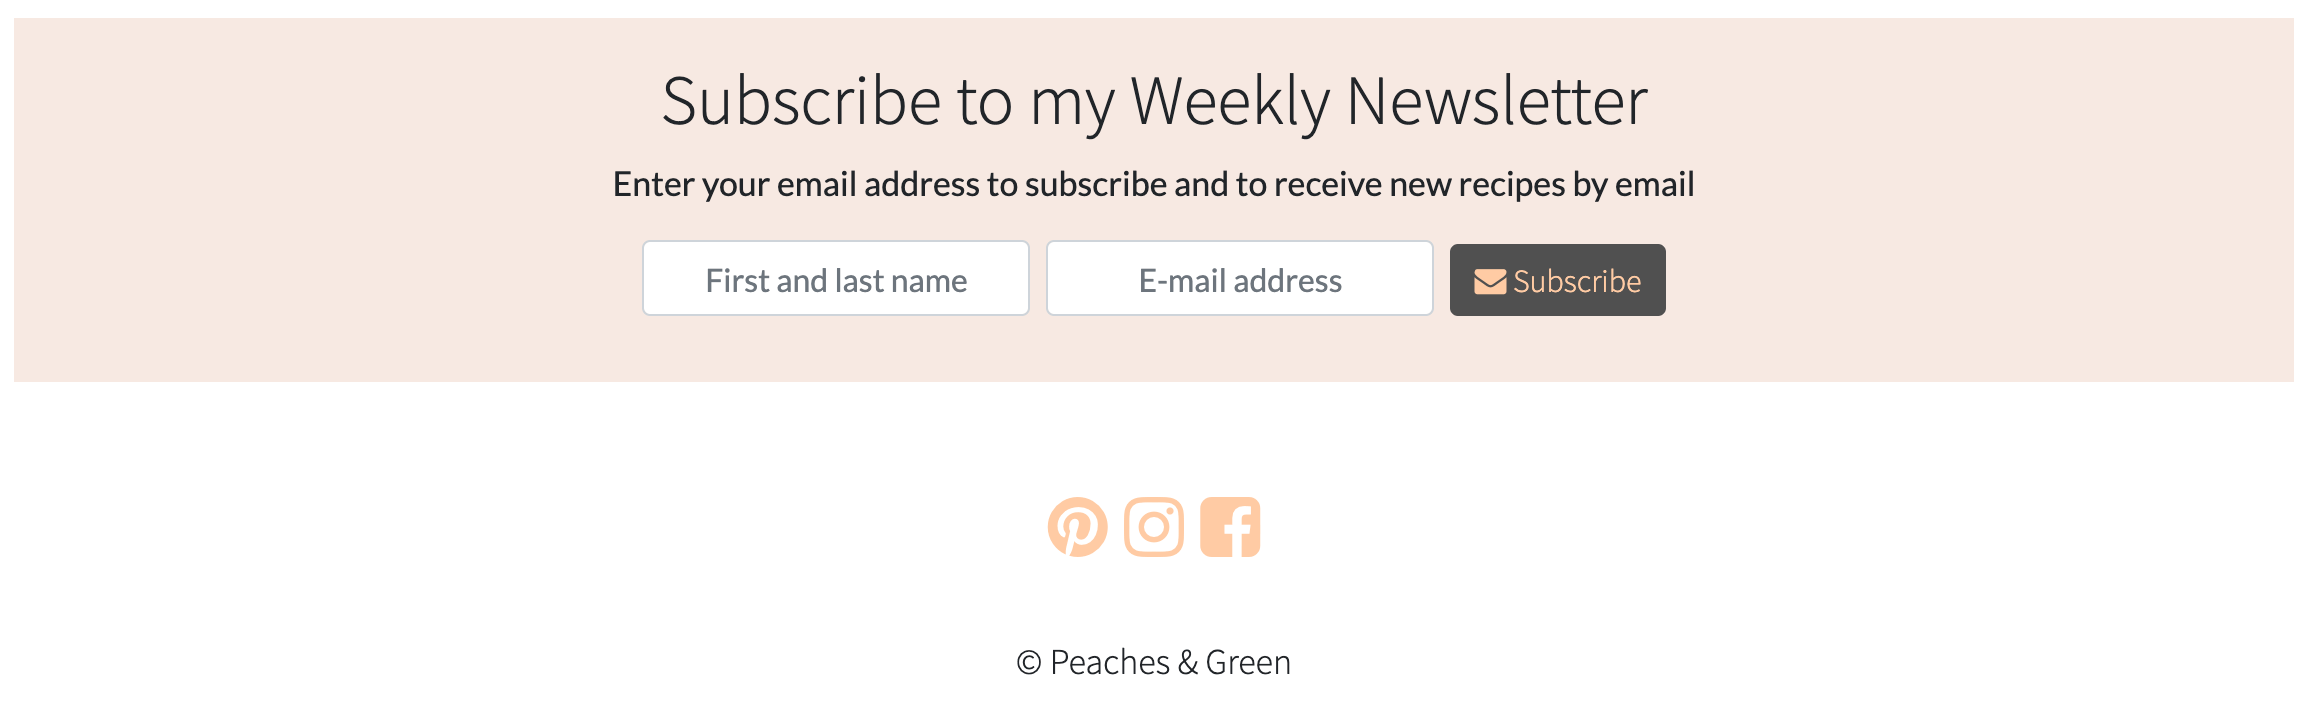 Subscribe to my Weekly Newsletter
Enter your email address to subscribe and to receive new recipes by email
First and last name E-mail address Subscribe
© Peaches & Green